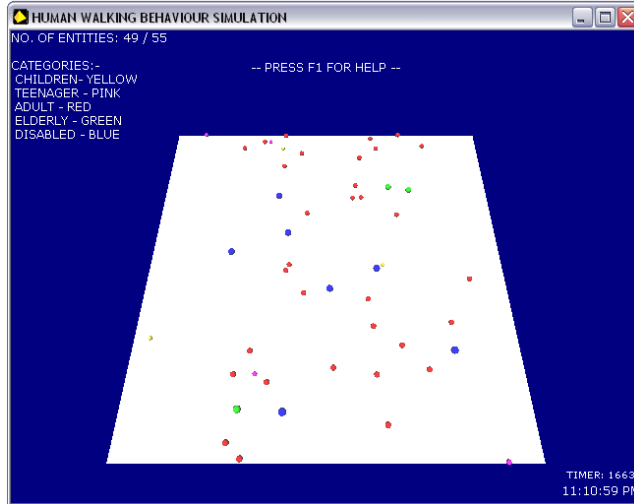 HUMAN WALKING BEHAVIOUR SIMULATION
NO. OF ENTITIES: 49 / 55
-- PRESS F1 FOR HELP --
CATEGORIES:-
CHILDREN- YELLOW
TEENAGER - PINK
ADULT - RED
ELDERLY - GREEN
DISABLED - BLUE
TIMER: 1663
11:10:59 PM